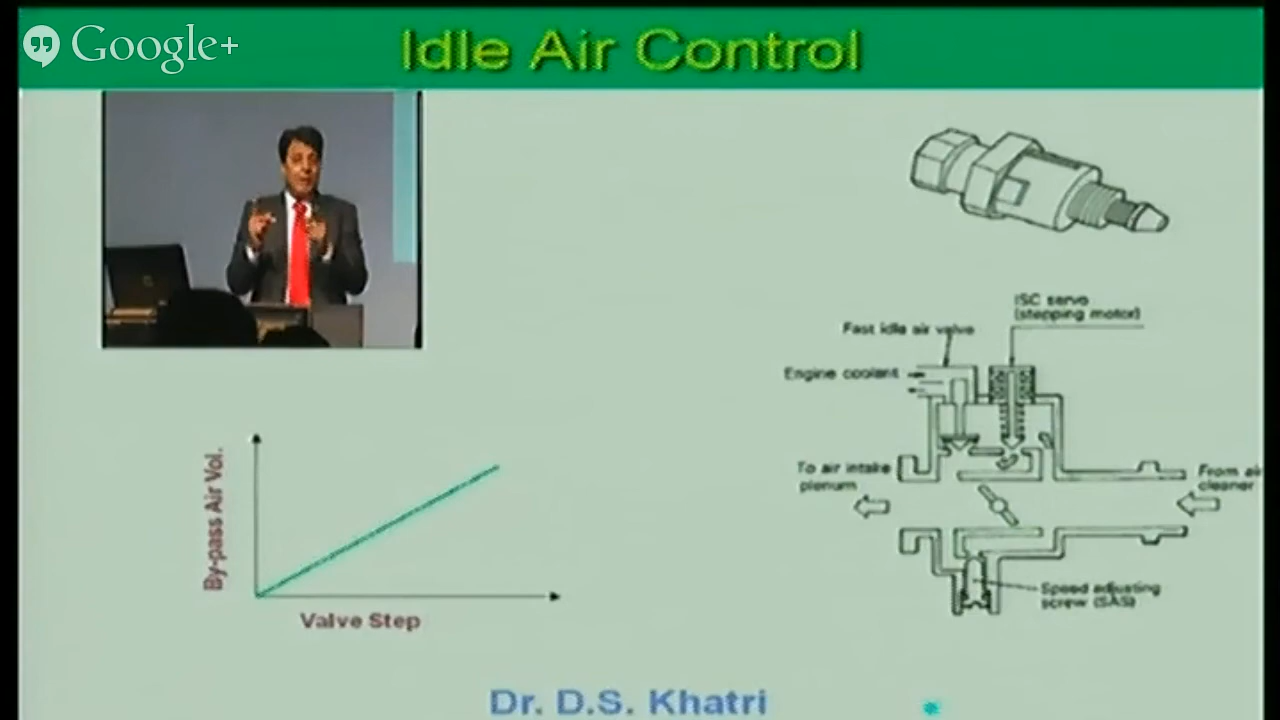 Google+
Idle Air Control
ISC servo
(stepping motor)
Fast idle air valve
Engine coolant
To air intake
plenum
From air
cleaner
Speed adjusting
screw (SAS)
By-pass Air Vol.
Valve Step
Dr. D.S. Khatri